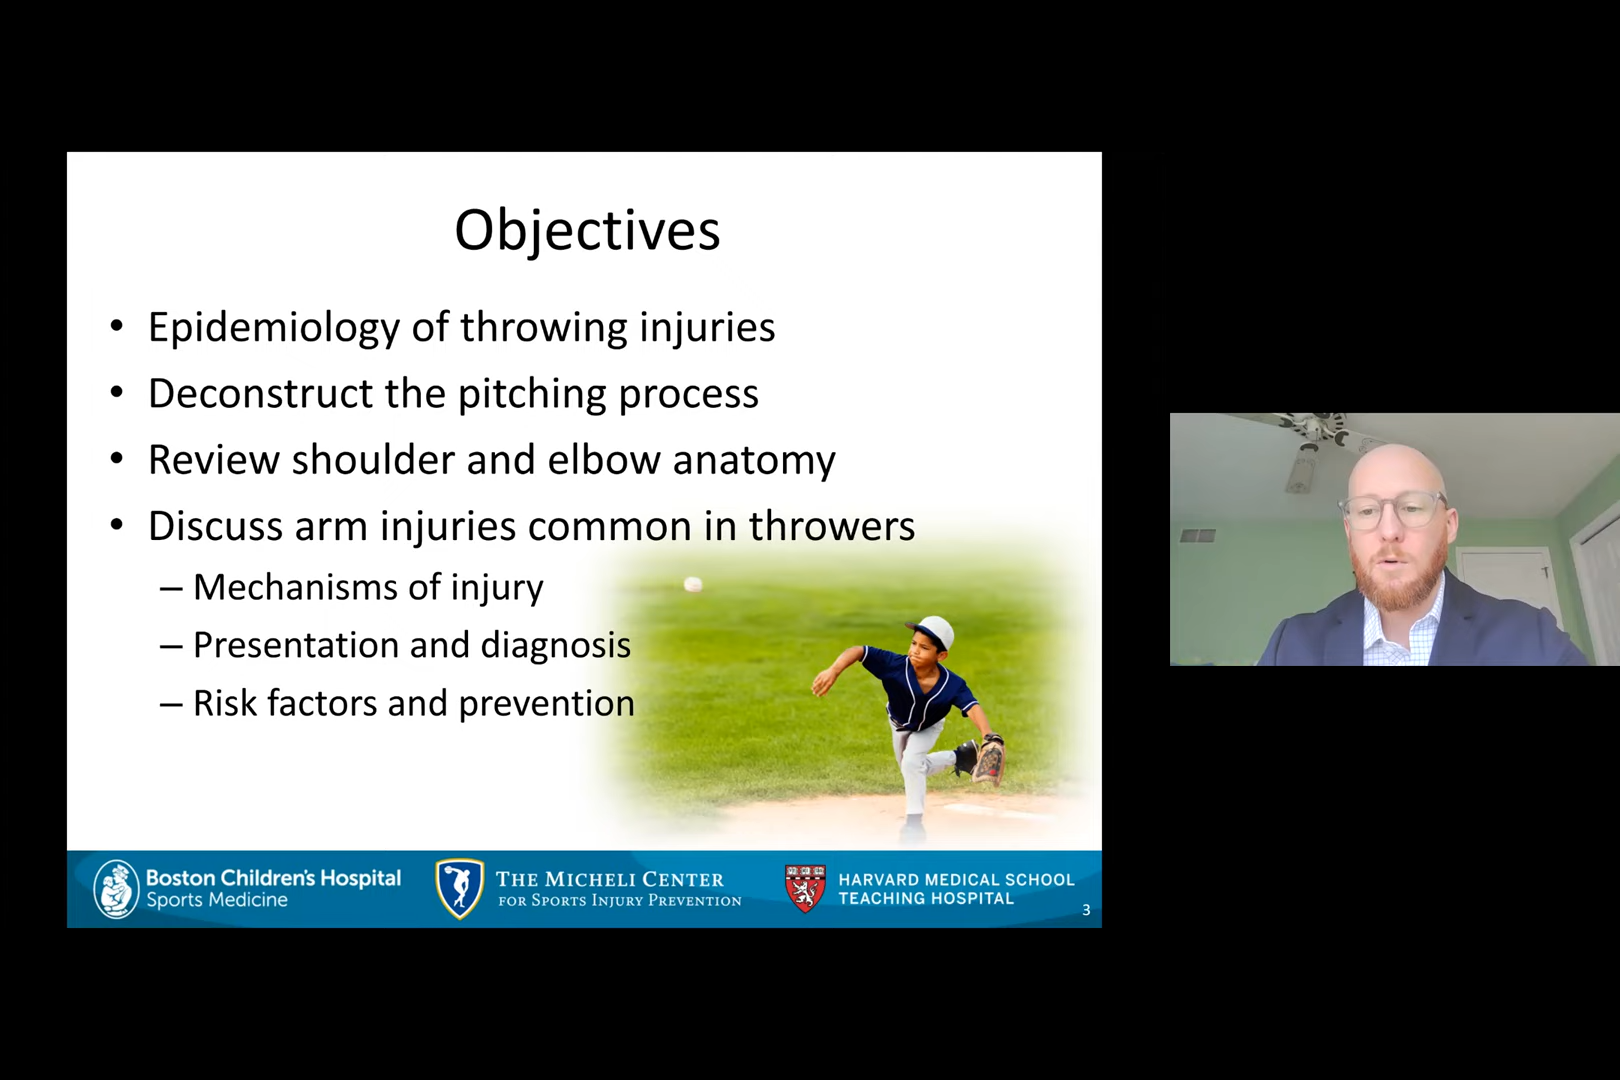 Objectives
• Epidemiology of throwing injuries
• Deconstruct the pitching process
• Review shoulder and elbow anatomy
• Discuss arm injuries common in throwers
– Mechanisms of injury
– Presentation and diagnosis
– Risk factors and prevention
Boston Children's Hospital
Sports Medicine
THE MICHELI CENTER
FOR SPORTS INJURY PREVENTION
HARVARD MEDICAL SCHOOL
TEACHING HOSPITAL
3